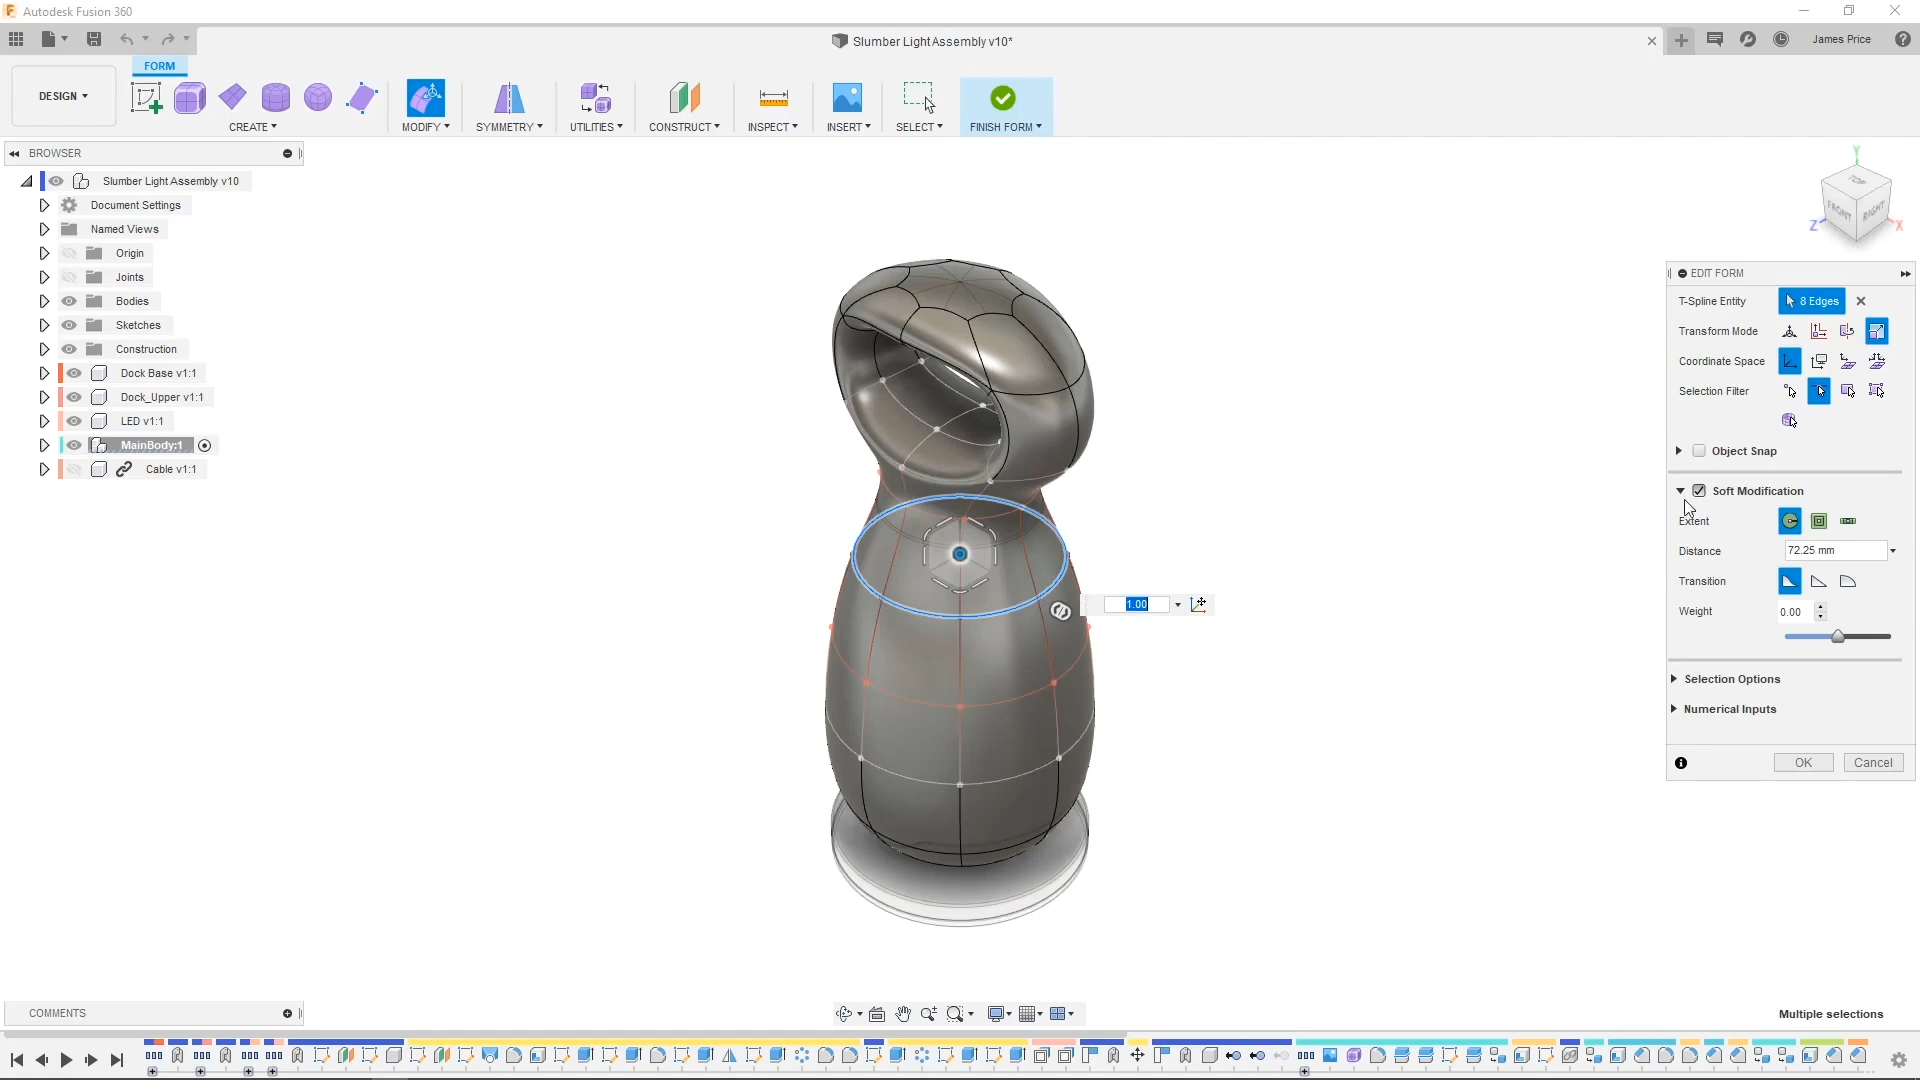 Autodesk Fusion 360
Slumber Light Assembly v10*
James Price
DESIGN
FORM
CREATE
MODIFY
SYMMETRY
UTILITIES
CONSTRUCT
INSPECT
INSERT
SELECT
FINISH FORM
BROWSER
Slumber Light Assembly v10
Document Settings
Named Views
Origin
Joints
Bodies
Sketches
Construction
Dock Base v1:1
Dock_Upper v1:1
LED v1:1
MainBody:1
Cable v1:1
Y
TOP
FRONT
RIGHT
Z
X
EDIT FORM
T-Spline Entity
8 Edges
Transform Mode
Coordinate Space
Selection Filter
Object Snap
Soft Modification
Extent
Distance
72.25 mm
Transition
Weight
0.00
Selection Options
Numerical Inputs
OK
Cancel
1.00
COMMENTS
Multiple selections